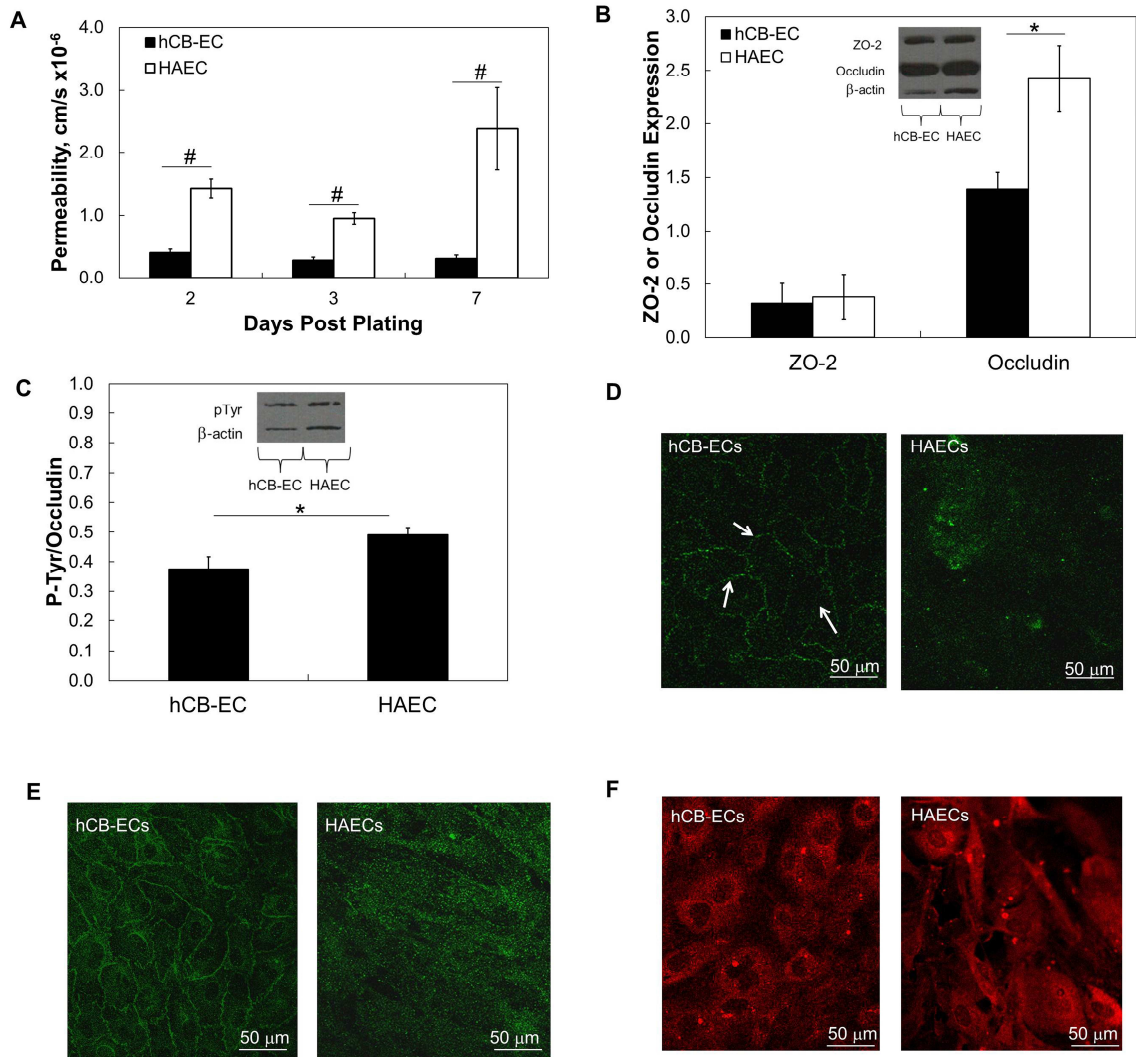 A
Permeability, cm/s x10-6
4.0
3.0
2.0
1.0
0.0
hCB-EC
HAEC
#
#
#
2
3
7
Days Post Plating
B
ZO-2 or Occludin Expression
3.0
2.5
2.0
1.5
1.0
0.5
0.0
hCB-EC
HAEC
ZO-2
Occludin
β-actin
hCB-EC
HAEC
*
ZO-2
Occludin
C
P-Tyr/Occludin
1.0
0.9
0.8
0.7
0.6
0.5
0.4
0.3
0.2
0.1
0.0
pTyr
β-actin
hCB-EC
HAEC
*
hCB-EC
HAEC
D
hCB-ECs
50 μm
HAECs
50 μm
E
hCB-ECs
50 μm
HAECs
50 μm
F
hCB-ECs
50 μm
HAECs
50 μm